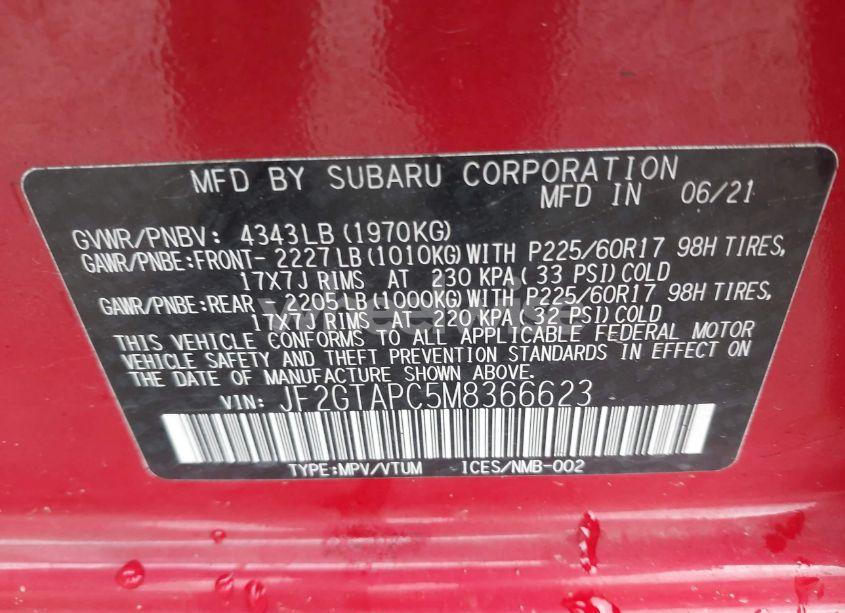 MFD BY SUBARU CORPORATION
MFD IN 06/21
GVWR/PNBV: 4343LB (1970KG)
GAWR/PNBE:FRONT- 2227LB(1010KG)WITH P225/60R17 98H TIRES,
17X7J RIMS AT 230 KPA( 33 PSI)COLD
GAWR/PNBE:REAR - 2205LB(1000KG)WITH P225/60R17 98H TIRES,
17X7J RIMS AT 220 KPA( 32 PSI)COLD
THIS VEHICLE CONFORMS TO ALL APPLICABLE FEDERAL MOTOR
VEHICLE SAFETY AND THEFT PREVENTION STANDARDS IN EFFECT ON
THE DATE OF MANUFACTURE SHOWN ABOVE.
VIN: JF2GTAPC5M8366623
TYPE:MPV/VTUM ICES/NMB-002